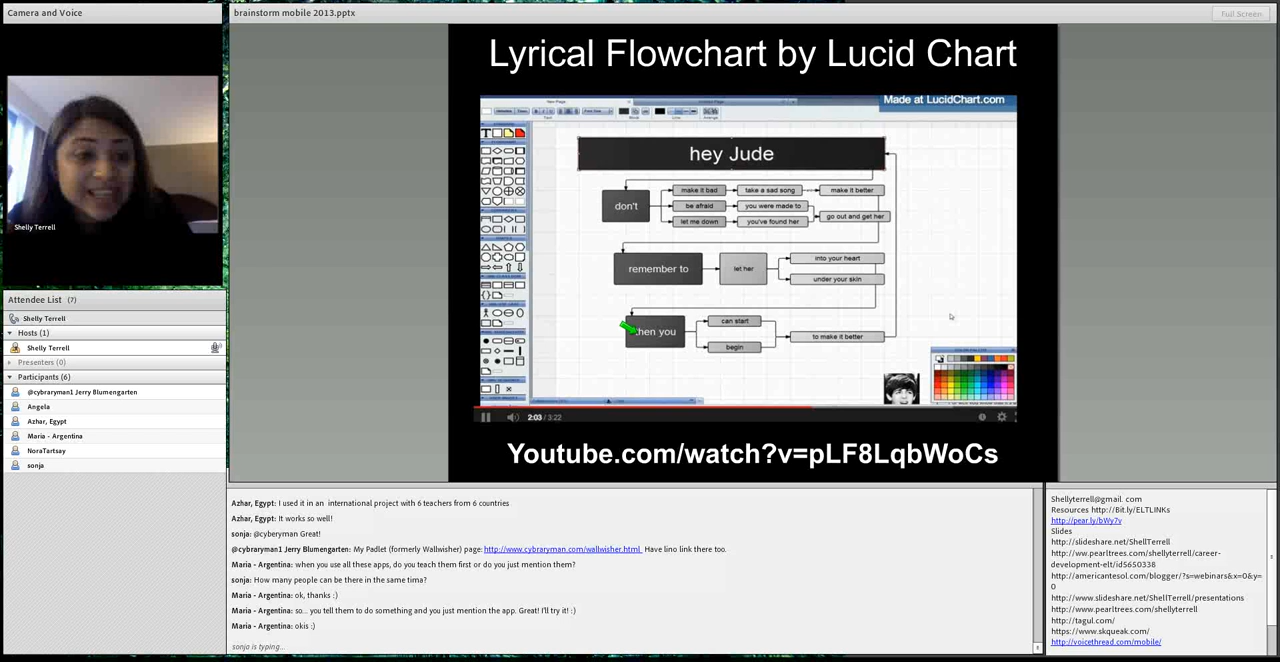 Camera and Voice
Shelly Terrell
Attendee List (7)
Shelly Terrell
Hosts (1)
Shelly Terrell
Presenters (0)
Participants (6)
@cybraryman1 Jerry Blumengarten
Angela
Azhar, Egypt
Maria - Argentina
NoraTartsay
sonja
brainstorm mobile 2013.pptx
Full Screen
Lyrical Flowchart by Lucid Chart
Made at LucidChart.com
hey Jude
don't
make it bad
take a sad song
make it better
be afraid
you were made to
let me down
you've found her
go out and get her
remember to
let her
into your heart
under your skin
then you
can start
begin
to make it better
2:03 / 3:22
Youtube.com/watch?v=pLF8LqbWoCs
Azhar, Egypt: I used it in an international project with 6 teachers from 6 countries
Azhar, Egypt: It works so well!
sonja: @cyberyman Great!
@cybraryman1 Jerry Blumengarten: My Padlet (formerly Wallwisher) page: http://www.cybraryman.com/wallwisher.html Have lino link there too.
Maria - Argentina: when you use all these apps, do you teach them first or do you just mention them?
sonja: How many people can be there in the same tima?
Maria - Argentina: ok, thanks :)
Maria - Argentina: so... you tell them to do something and you just mention the app. Great! I'll try it! :)
Maria - Argentina: okis :)
sonja is typing...
Shellyterrell@gmail. com
Resources http://Bit.ly/ELTLINKs
http://pear.ly/bWy7v
Slides
http://slideshare.net/ShellTerrell
http://ww.pearltrees.com/shellyterrell/career-
development-elt/id5650338
http://americantesol.com/blogger/?s=webinars&x=0&y=
0
http://www.slideshare.net/ShellTerrell/presentations
http://www.pearltrees.com/shellyterrell
http://tagul.com/
https://www.skqueak.com/
http://voicethread.com/mobile/